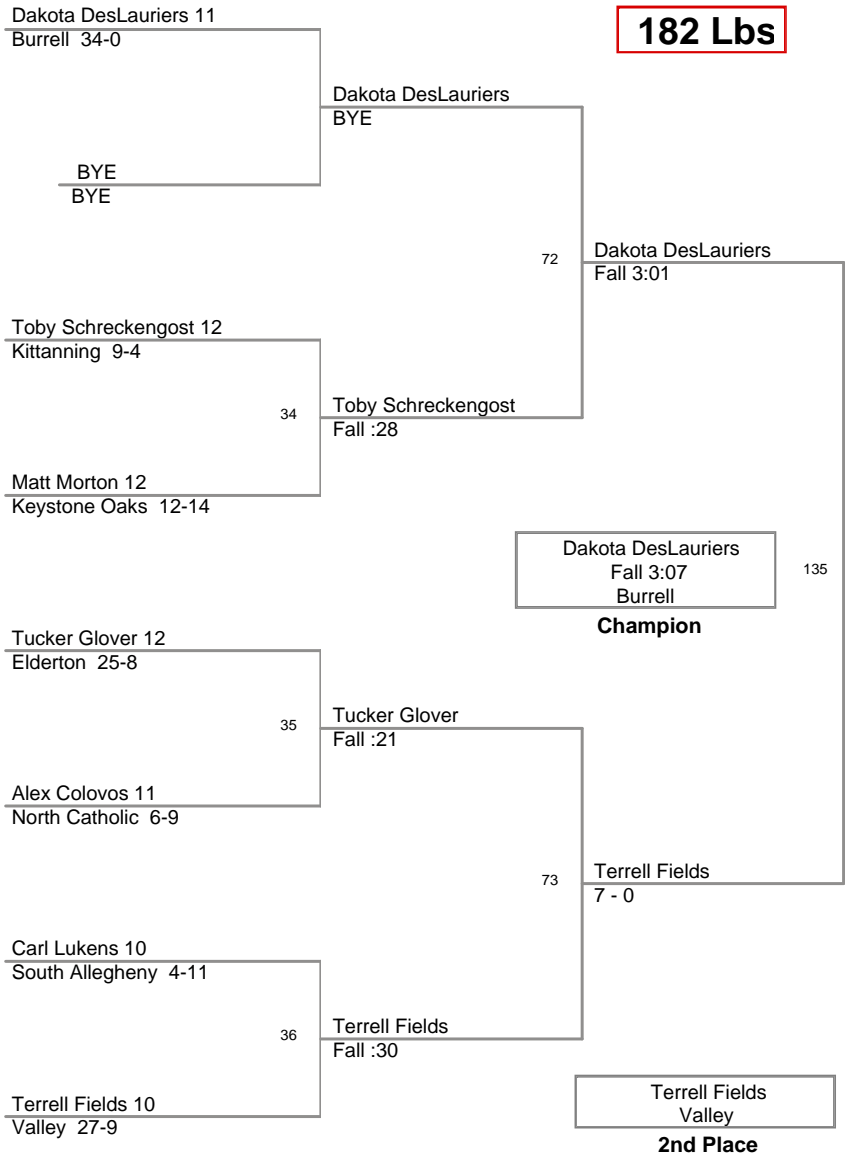 Dakota DesLauriers 11
Burrell 34-0
182 Lbs
Dakota DesLauriers
BYE
BYE
BYE
72
Dakota DesLauriers
Fall 3:01
Toby Schreckengost 12
Kittanning 9-4
34
Toby Schreckengost
Fall :28
Matt Morton 12
Keystone Oaks 12-14
Dakota DesLauriers
Fall 3:07
Burrell
Champion
135
Tucker Glover 12
Elderton 25-8
35
Tucker Glover
Fall :21
Alex Colovos 11
North Catholic 6-9
73
Terrell Fields
7 - 0
Carl Lukens 10
South Allegheny 4-11
36
Terrell Fields
Fall :30
Terrell Fields 10
Valley 27-9
Terrell Fields
Valley
2nd Place